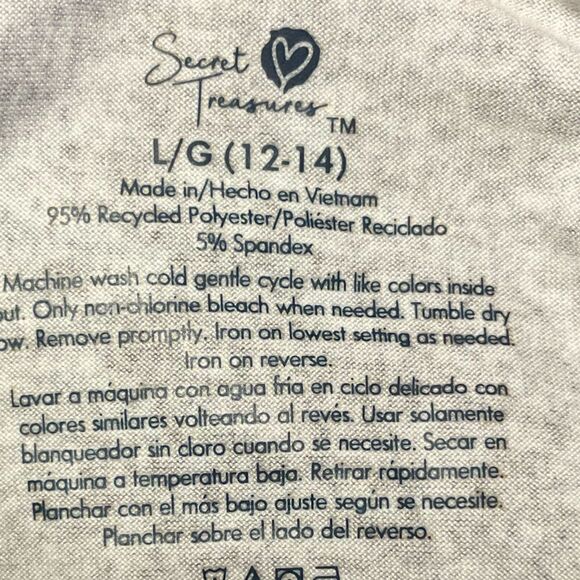 Secret
Treasures
TM
L/G (12-14)
Made in/Hecho en Vietnam
95% Recycled Polyester/Poliéster Reciclado
5% Spandex
Machine wash cold gentle cycle with like colors inside
out. Only non-chlorine bleach when needed. Tumble dry
ow. Remove promptly. Iron on lowest setting as needed.
Iron on reverse.
Lavar a máquina con agua fria en ciclo delicado con
colores similares volteando al revés. Usar solamente
blanqueador sin cloro cuando se necesite. Secar en
máquina a temperatura baja. Retirar rápidamente.
Planchar con el más bajo ajuste según se necesite.
Planchar sobre el lado del reverso.